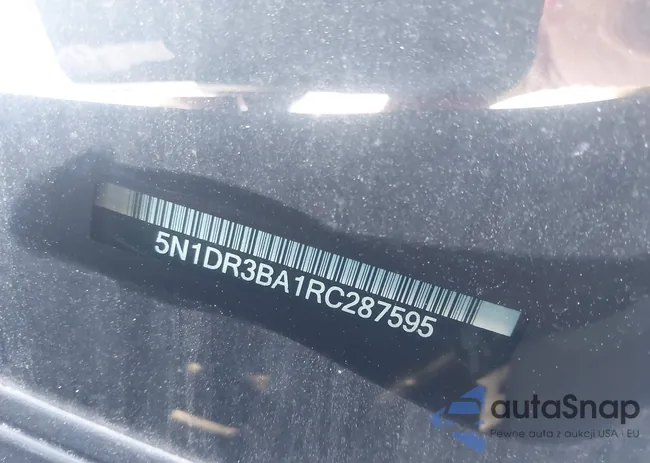 5N1DR3BA1RC287595
autaSnap
Pewne auta z aukcji USA - EU